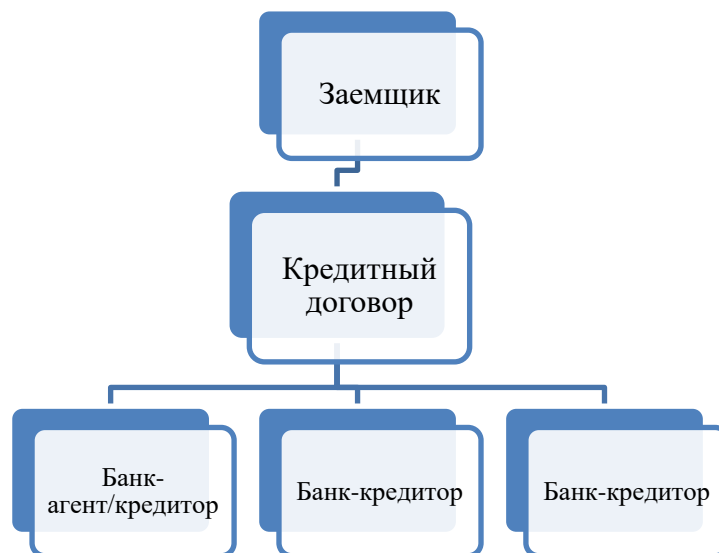 Заемщик
Кредитный
договор
Банк-
агент/кредитор
Банк-кредитор
Банк-кредитор